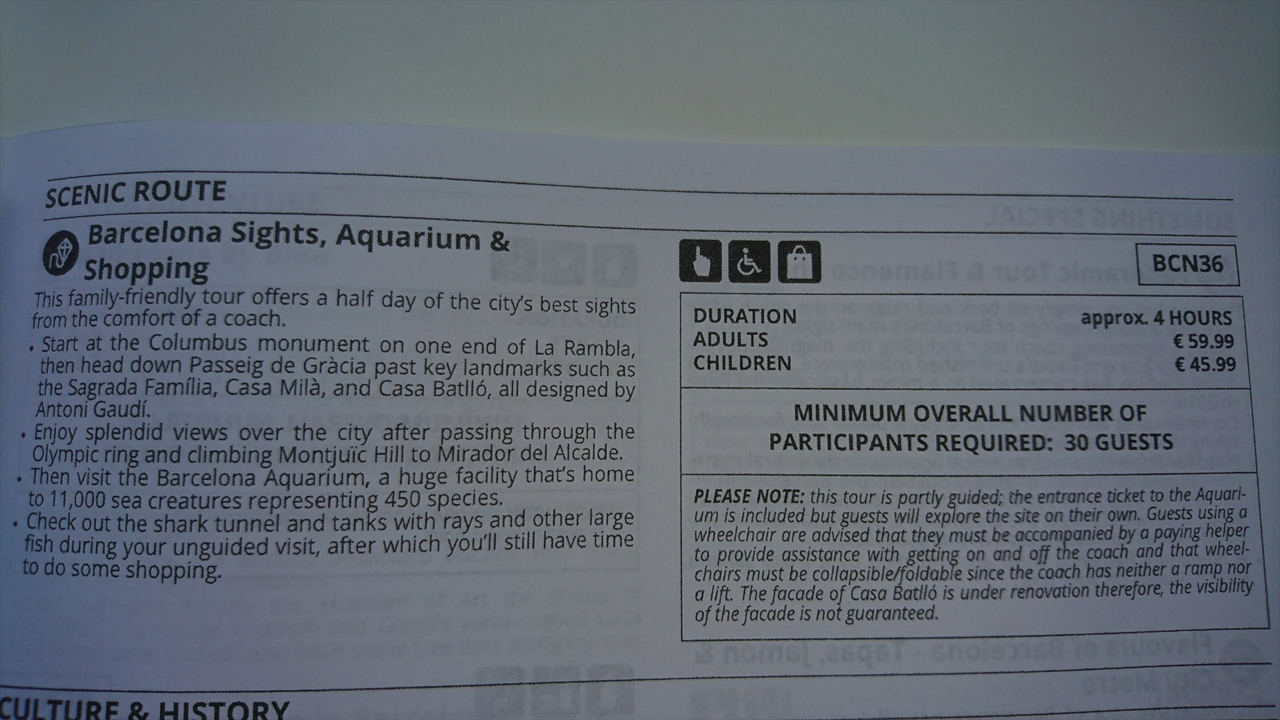 SCENIC ROUTE
Barcelona Sights, Aquarium &
Shopping
This family-friendly tour offers a half day of the city's best sights
from the comfort of a coach.
• Start at the Columbus monument on one end of La Rambla,
then head down Passeig de Gràcia past key landmarks such as
the Sagrada Família, Casa Milà, and Casa Batlló, all designed by
Antoni Gaudí.
• Enjoy splendid views over the city after passing through the
Olympic ring and climbing Montjuïc Hill to Mirador del Alcalde.
• Then visit the Barcelona Aquarium, a huge facility that's home
to 11,000 sea creatures representing 450 species.
• Check out the shark tunnel and tanks with rays and other large
fish during your unguided visit, after which you'll still have time
to do some shopping.
BCN36
DURATION approx. 4 HOURS
ADULTS € 59.99
CHILDREN € 45.99
MINIMUM OVERALL NUMBER OF
PARTICIPANTS REQUIRED: 30 GUESTS
PLEASE NOTE: this tour is partly guided; the entrance ticket to the Aquari-
um is included but guests will explore the site on their own. Guests using a
wheelchair are advised that they must be accompanied by a paying helper
to provide assistance with getting on and off the coach and that wheel-
chairs must be collapsible/foldable since the coach has neither a ramp nor
a lift. The facade of Casa Batlló is under renovation therefore, the visibility
of the facade is not guaranteed.
CULTURE & HISTORY